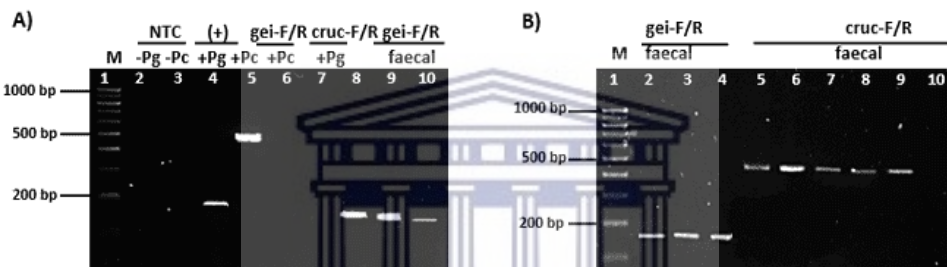 A)
NTC (+) gei-F/R cruc-F/R gei-F/R
M -Pg -Pc +Pg +Pc +Pc +Pg faecal
1 2 3 4 5 6 7 8 9 10
1000 bp
500 bp
200 bp
B)
gei-F/R cruc-F/R
M faecal faecal
1 2 3 4 5 6 7 8 9 10
1000 bp
500 bp
200 bp